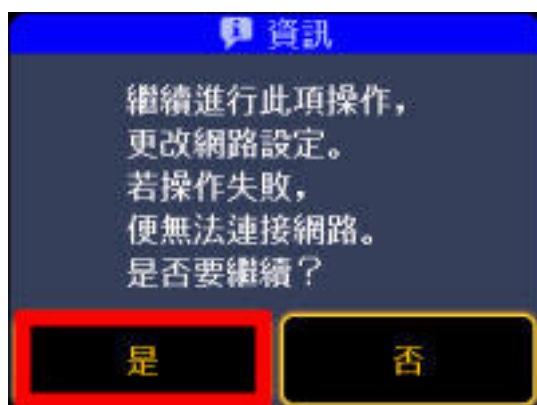 資訊
繼續進行此項操作，
更改網路設定。
若操作失敗，
便無法連接網路。
是否要繼續？
是
否